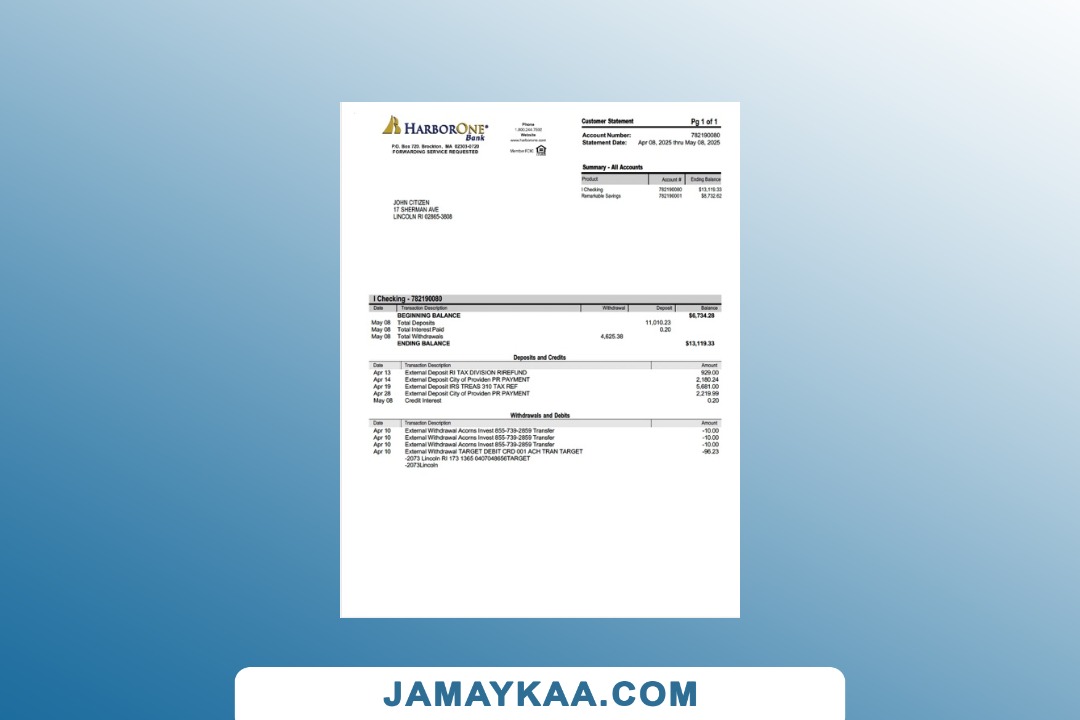 HARBORONE®
Bank
P.O. Box 720, Brockton, MA 02303-0720
FORWARDING SERVICE REQUESTED
Phone
1.800.244.7592
Website
www.harborone.com
Member FDIC
Customer Statement Pg 1 of 1
Account Number: 782190080
Statement Date: Apr 08, 2025 thru May 08, 2025
Summary - All Accounts
Product Account # Ending Balance
I Checking 782190080 $13,119.33
Remarkable Savings 782190001 $8,732.62
JOHN CITIZEN
17 SHERMAN AVE
LINCOLN RI 02865-3808
I Checking - 782190080
Date Transaction Description Withdrawal Deposit Balance
BEGINNING BALANCE $6,734.28
May 08 Total Deposits 11,010.23
May 08 Total Interest Paid 0.20
May 08 Total Withdrawals 4,625.38
ENDING BALANCE $13,119.33
Deposits and Credits
Date Transaction Description Amount
Apr 13 External Deposit RI TAX DIVISION RIREFUND 929.00
Apr 14 External Deposit City of Providen PR PAYMENT 2,180.24
Apr 19 External Deposit IRS TREAS 310 TAX REF 5,681.00
Apr 28 External Deposit City of Providen PR PAYMENT 2,219.99
May 08 Credit Interest 0.20
Withdrawals and Debits
Date Transaction Description Amount
Apr 10 External Withdrawal Acorns Invest 855-739-2859 Transfer -10.00
Apr 10 External Withdrawal Acorns Invest 855-739-2859 Transfer -10.00
Apr 10 External Withdrawal Acorns Invest 855-739-2859 Transfer -10.00
Apr 10 External Withdrawal TARGET DEBIT CRD 001 ACH TRAN TARGET -96.23
-2073 Lincoln RI 173 1365 0407048656TARGET
-2073Lincoln
JAMAYKAA.COM